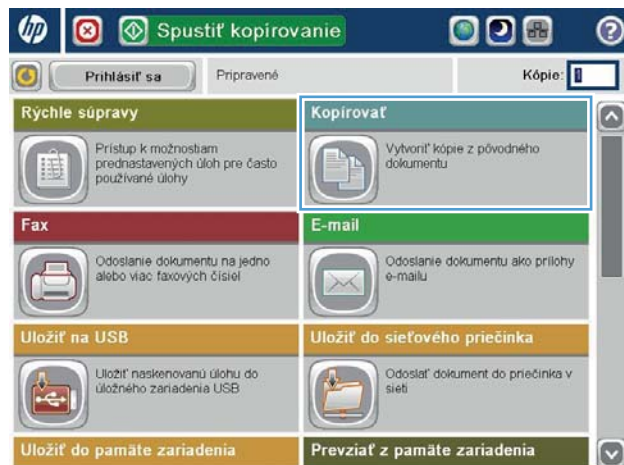 hp
Spustiť kopírovanie
?
Prihlásiť sa
Pripravené
Kópie: 1
Rýchle súpravy
Prístup k možnostiam
prednastavených úloh pre často
používané úlohy
Kopírovať
Vytvoriť kópie z pôvodného
dokumentu
Fax
Odoslanie dokumentu na jedno
alebo viac faxových čísiel
E-mail
Odoslanie dokumentu ako prílohy
e-mailu
Uložiť na USB
Uložiť naskenovanú úlohu do
úložného zariadenia USB
Uložiť do sieťového priečinka
Odoslať dokument do priečinka v
sieti
Uložiť do pamäte zariadenia
Prevziať z pamäte zariadenia